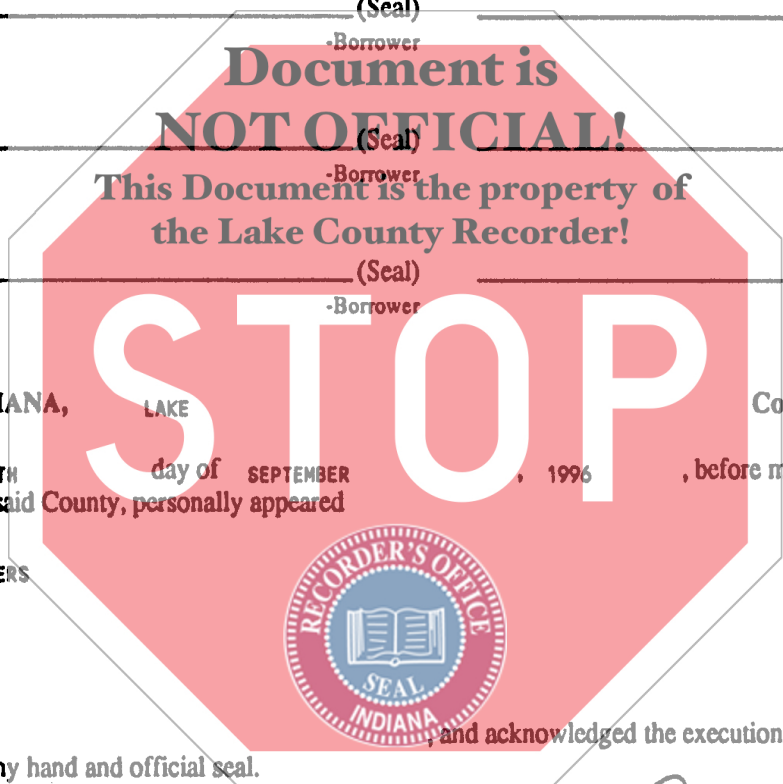 (Seal)
-Borrower
Document is
NOT OFFICIAL!
(Seal)
-Borrower
This Document is the property of
the Lake County Recorder!
(Seal)
-Borrower
STOP
IANA, LAKE Co
TH day of SEPTEMBER , 1996 , before m
said County, personally appeared
ERS
RECORDER'S OFFICE
SEAL
INDIANA
, and acknowledged the execution
ny hand and official seal.